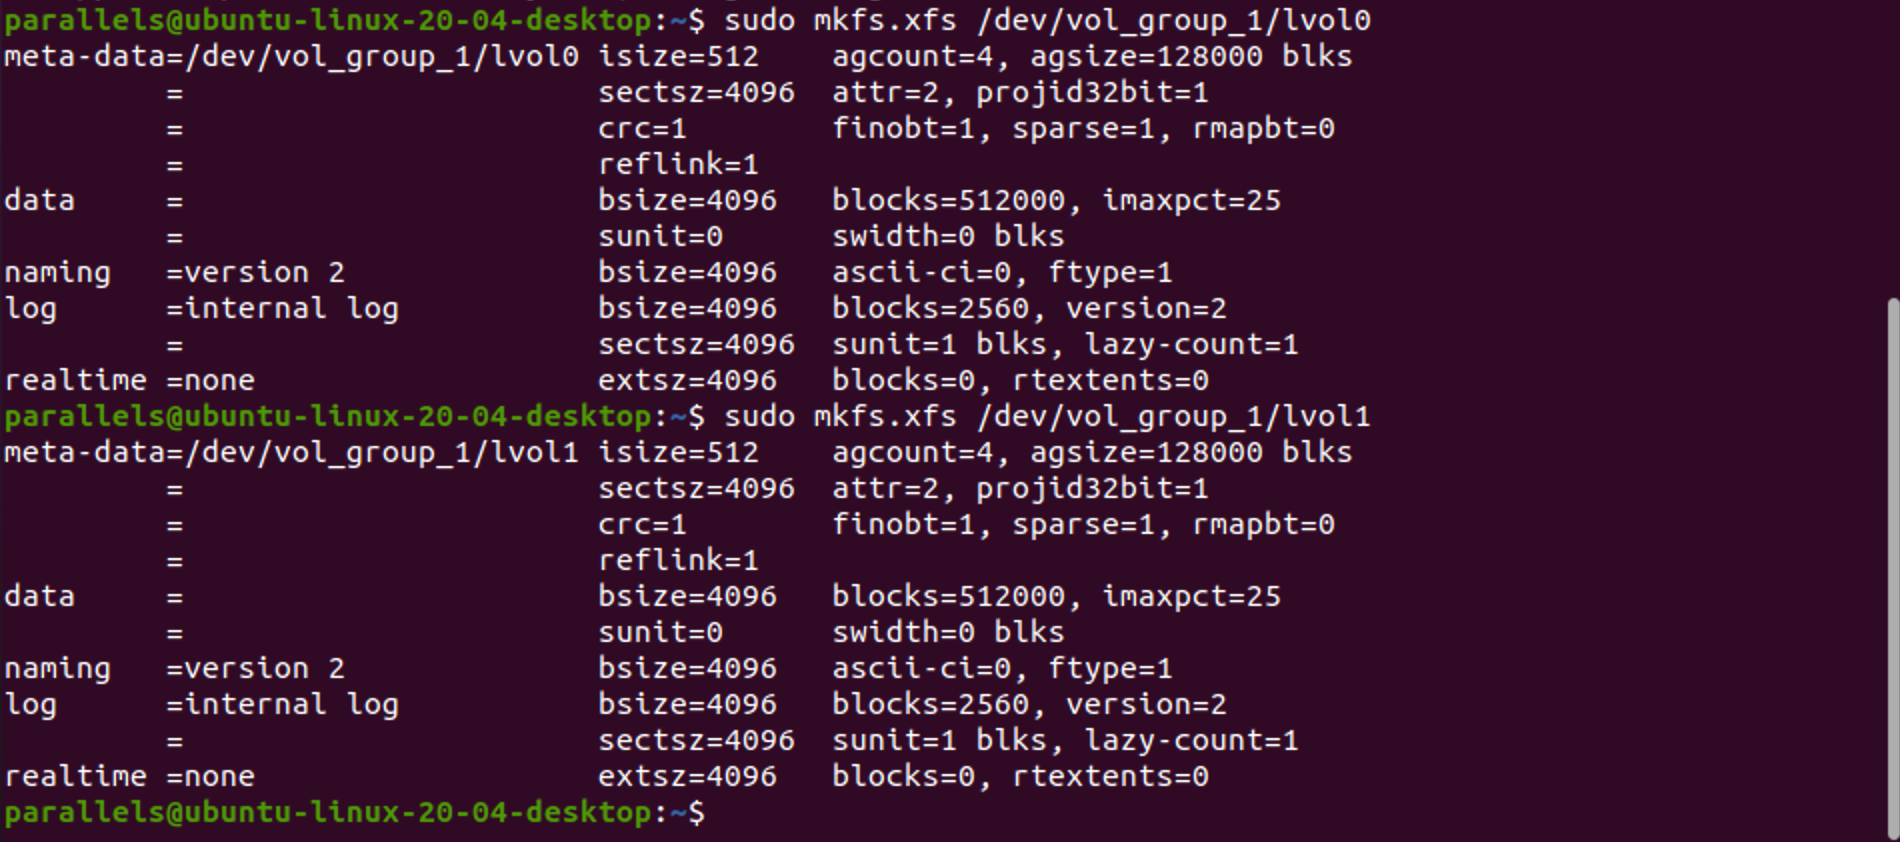 parallels@ubuntu-linux-20-04-desktop:~$ sudo mkfs.xfs /dev/vol_group_1/lvol0
meta-data=/dev/vol_group_1/lvol0 isize=512    agcount=4, agsize=128000 blks
         =                       sectsz=4096  attr=2, projid32bit=1
         =                       crc=1        finobt=1, sparse=1, rmapbt=0
         =                       reflink=1
data     =                       bsize=4096   blocks=512000, imaxpct=25
         =                       sunit=0      swidth=0 blks
naming   =version 2              bsize=4096   ascii-ci=0, ftype=1
log      =internal log           bsize=4096   blocks=2560, version=2
         =                       sectsz=4096  sunit=1 blks, lazy-count=1
realtime =none                   extsz=4096   blocks=0, rtextents=0
parallels@ubuntu-linux-20-04-desktop:~$ sudo mkfs.xfs /dev/vol_group_1/lvol1
meta-data=/dev/vol_group_1/lvol1 isize=512    agcount=4, agsize=128000 blks
         =                       sectsz=4096  attr=2, projid32bit=1
         =                       crc=1        finobt=1, sparse=1, rmapbt=0
         =                       reflink=1
data     =                       bsize=4096   blocks=512000, imaxpct=25
         =                       sunit=0      swidth=0 blks
naming   =version 2              bsize=4096   ascii-ci=0, ftype=1
log      =internal log           bsize=4096   blocks=2560, version=2
         =                       sectsz=4096  sunit=1 blks, lazy-count=1
realtime =none                   extsz=4096   blocks=0, rtextents=0
parallels@ubuntu-linux-20-04-desktop:~$